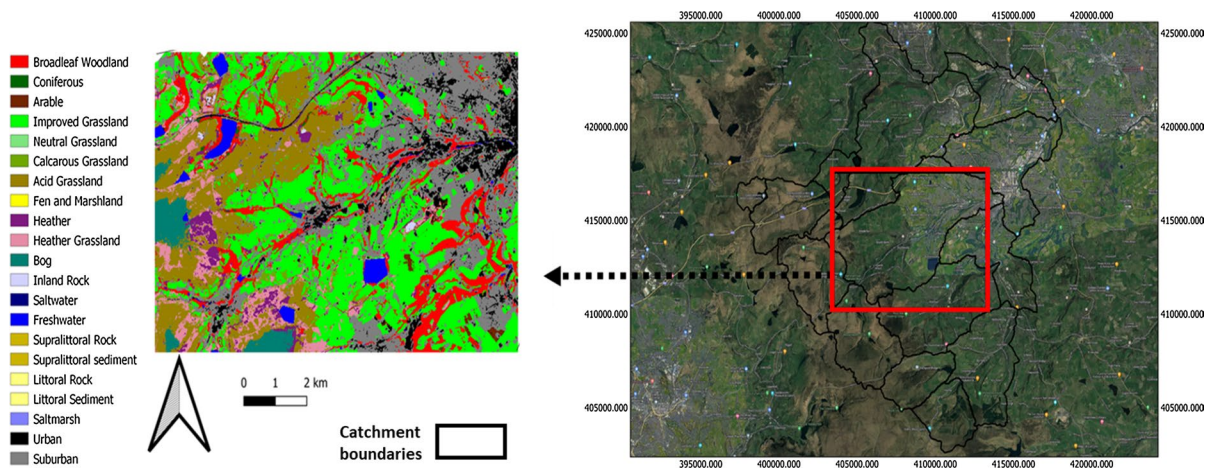 Broadleaf Woodland
Coniferous
Arable
Improved Grassland
Neutral Grassland
Calcarous Grassland
Acid Grassland
Fen and Marshland
Heather
Heather Grassland
Bog
Inland Rock
Saltwater
Freshwater
Supralittoral Rock
Supralittoral sediment
Littoral Rock
Littoral Sediment
Saltmarsh
Urban
Suburban
0 1 2 km
Catchment
boundaries
395000.000 400000.000 405000.000 410000.000 415000.000 420000.000
425000.000 425000.000
420000.000 420000.000
415000.000 415000.000
410000.000 410000.000
405000.000 405000.000
395000.000 400000.000 405000.000 410000.000 415000.000 420000.000